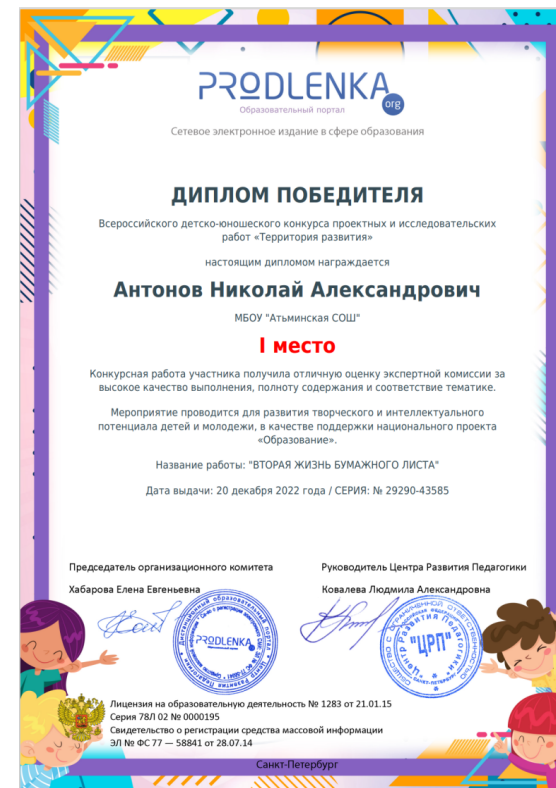 PRODLENKA
org
Образовательный портал
Сетевое электронное издание в сфере образования
ДИПЛОМ ПОБЕДИТЕЛЯ
Всероссийского детско-юношеского конкурса проектных и исследовательских
работ «Территория развития»
настоящим дипломом награждается
Антонов Николай Александрович
МБОУ "Атьминская СОШ"
I место
Конкурсная работа участника получила отличную оценку экспертной комиссии за
высокое качество выполнения, полноту содержания и соответствие тематике.
Мероприятие проводится для развития творческого и интеллектуального
потенциала детей и молодежи, в качестве поддержки национального проекта
«Образование».
Название работы: "ВТОРАЯ ЖИЗНЬ БУМАЖНОГО ЛИСТА"
Дата выдачи: 20 декабря 2022 года / СЕРИЯ: № 29290-43585
Председатель организационного комитета
Хабарова Елена Евгеньевна
Руководитель Центра Развития Педагогики
Ковалева Людмила Александровна
PRODLENKA
"ЦРП"
Центр Развития Педагогики
Лицензия на образовательную деятельность № 1283 от 21.01.15
Серия 78Л 02 № 0000195
Свидетельство о регистрации средства массовой информации
ЭЛ № ФС 77 — 58841 от 28.07.14
Санкт-Петербург